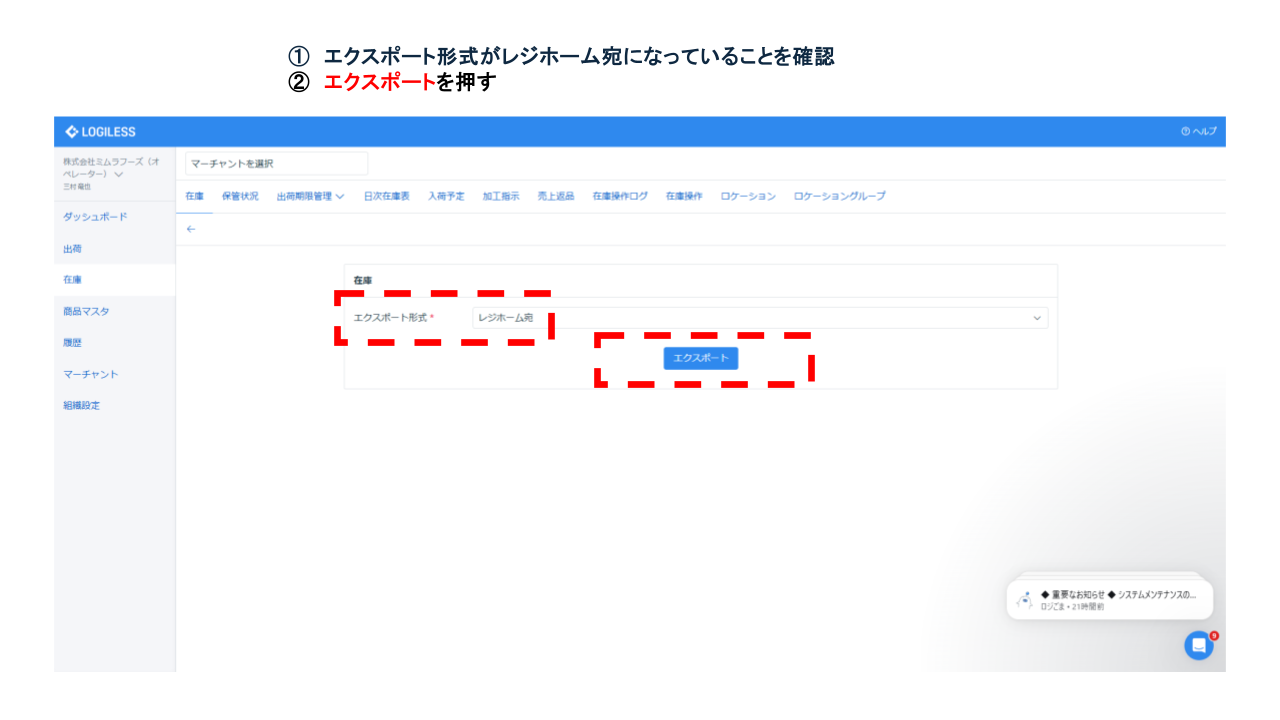 ① エクスポート形式がレジホーム宛になっていることを確認
② エクスポートを押す
LOGILESS
ヘルプ
株式会社ミムラフーズ（オペレーター）
マーチャントを選択
在庫 保管状況 出荷期限管理 日次在庫表 入荷予定 加工指示 売上返品 在庫操作ログ 在庫操作 ロケーション ロケーショングループ
←
ダッシュボード
出荷
在庫
商品マスタ
履歴
マーチャント
組織設定
在庫
エクスポート形式 *
レジホーム宛
エクスポート
◆ 重要なお知らせ ◆ システムメンテナンスの...
ロジごま・21時間前
9